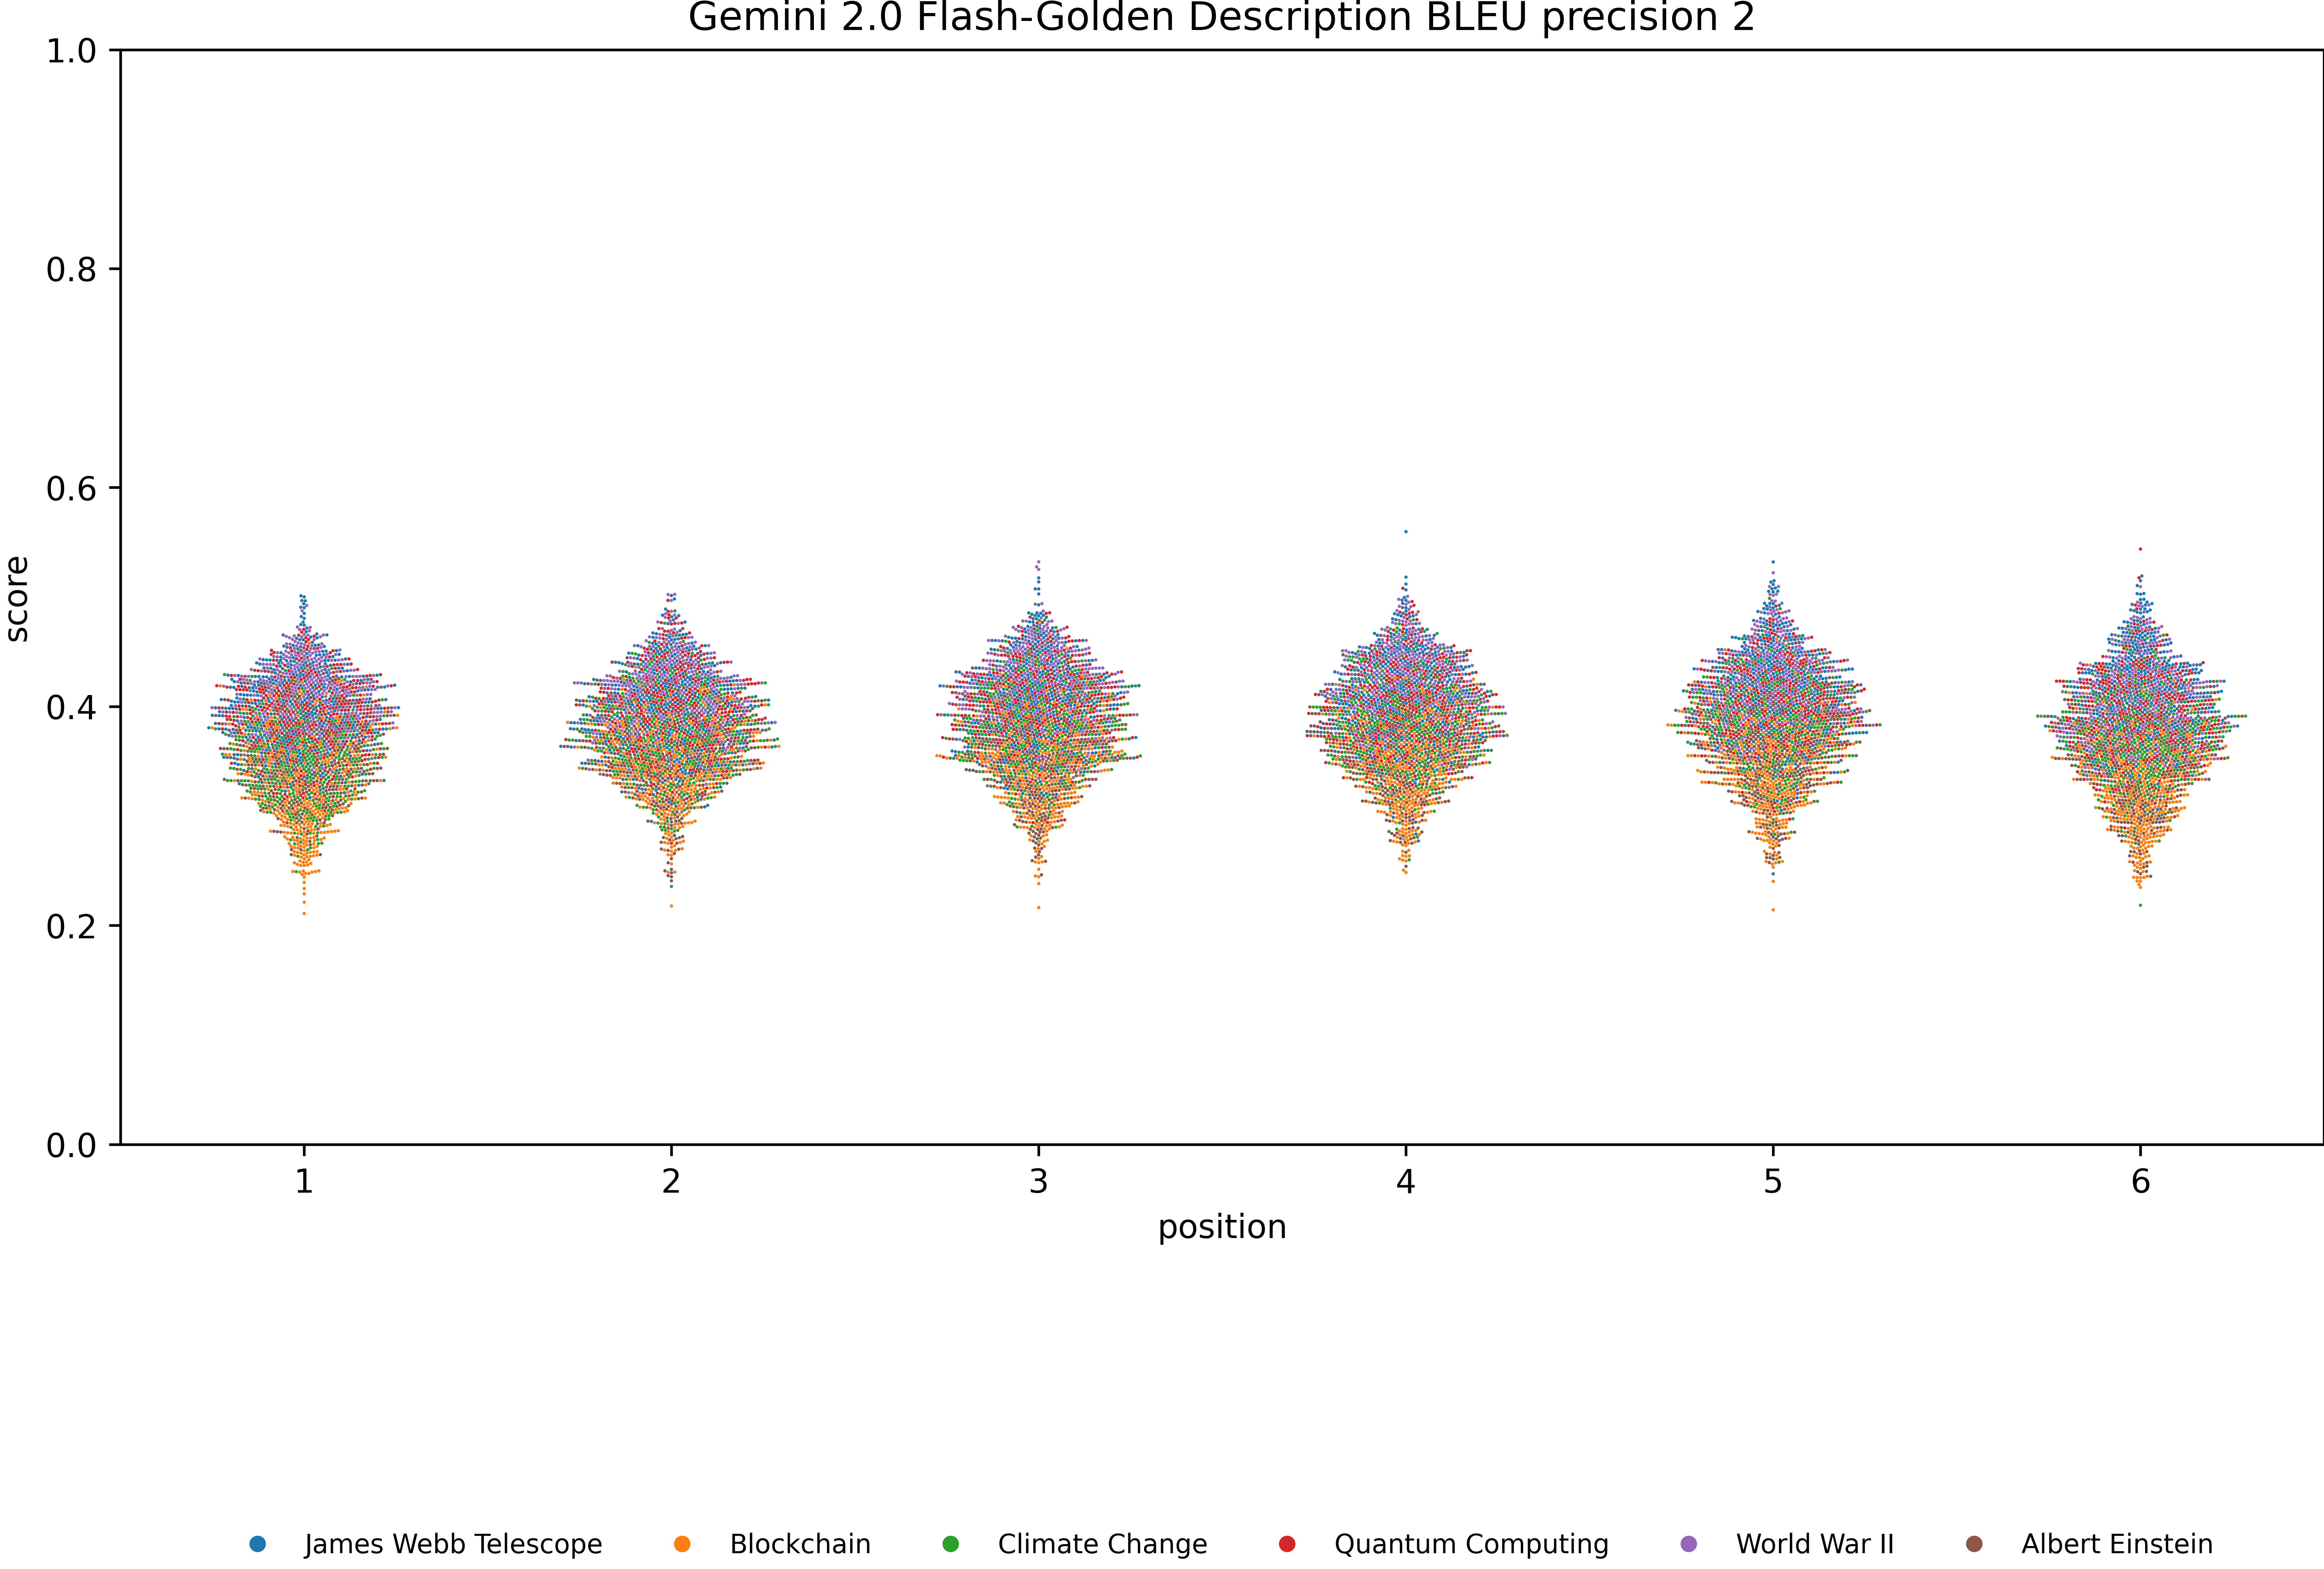 Gemini 2.0 Flash-Golden Description BLEU precision 2
1.0
0.8
0.6
0.4
0.2
0.0
score
1 2 3 4 5 6
position
James Webb Telescope Blockchain Climate Change Quantum Computing World War II Albert Einstein